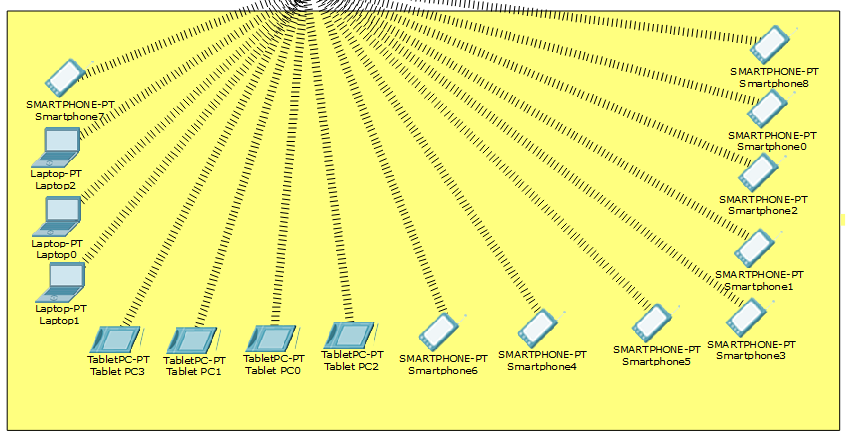 SMARTPHONE-PT
Smartphone8
SMARTPHONE-PT
Smartphone7
SMARTPHONE-PT
Smartphone0
Laptop-PT
Laptop2
SMARTPHONE-PT
Smartphone2
Laptop-PT
Laptop0
SMARTPHONE-PT
Smartphone1
Laptop-PT
Laptop1
TabletPC-PT
Tablet PC3
TabletPC-PT
Tablet PC1
TabletPC-PT
Tablet PC0
TabletPC-PT
Tablet PC2
SMARTPHONE-PT
Smartphone6
SMARTPHONE-PT
Smartphone4
SMARTPHONE-PT
Smartphone5
SMARTPHONE-PT
Smartphone3